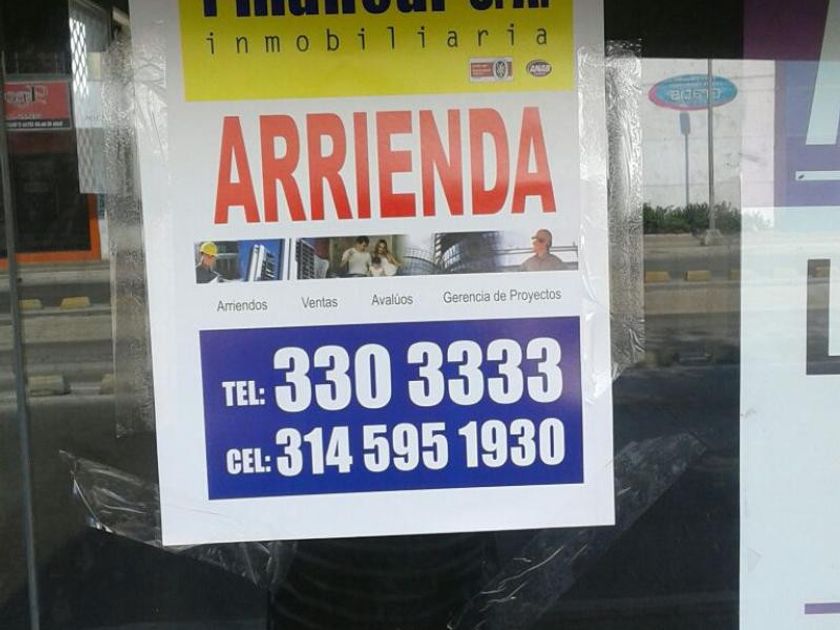 inmobiliaria
ARRIENDA
Arriendos Ventas Avalúos Gerencia de Proyectos
TEL: 330 3333
CEL: 314 595 1930